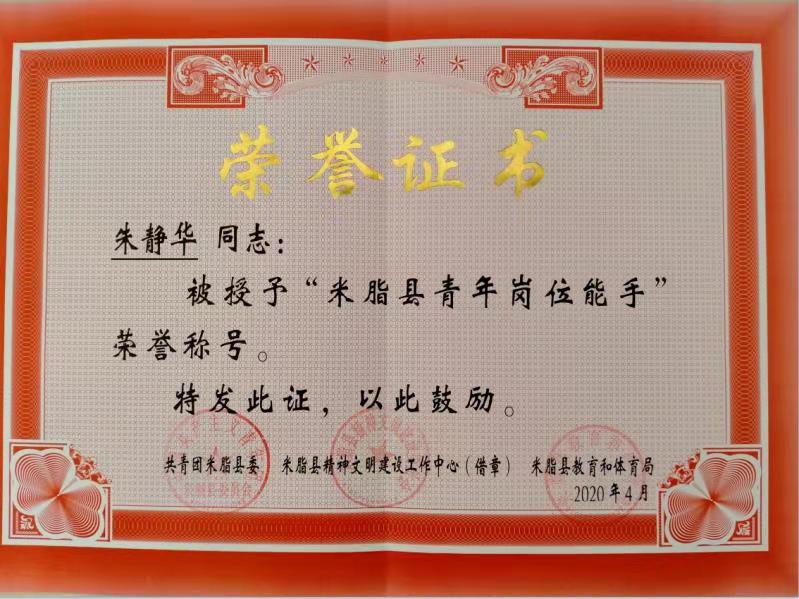 荣誉证书
朱静华 同志：
被授予“米脂县青年岗位能手”
荣誉称号。
特发此证，以此鼓励。
共青团米脂县委 米脂县精神文明建设工作中心（借章） 米脂县教育和体育局
2020年4月